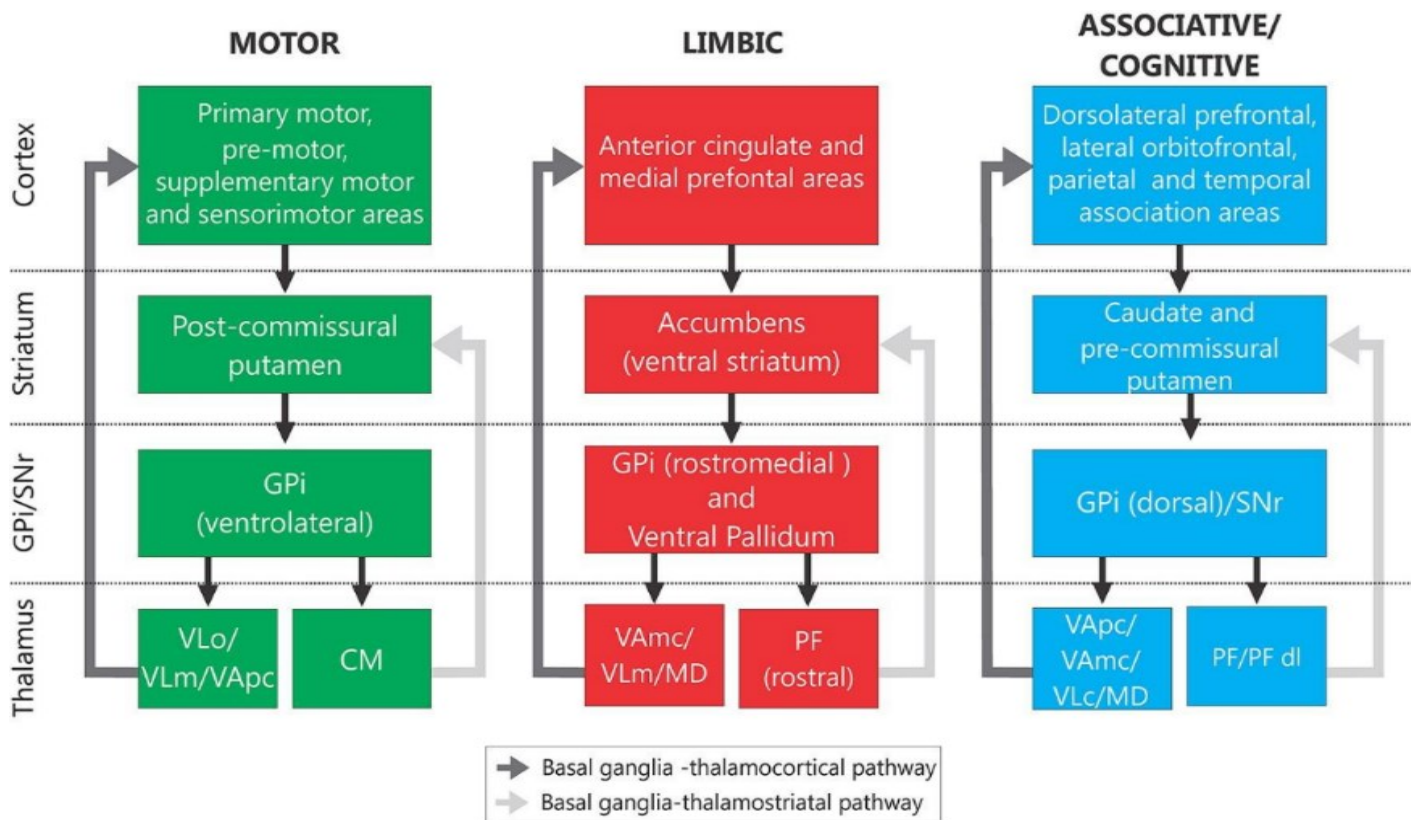 MOTOR
LIMBIC
ASSOCIATIVE/
COGNITIVE
Cortex
Primary motor,
pre-motor,
supplementary motor
and sensorimotor areas
Anterior cingulate and
medial prefontal areas
Dorsolateral prefrontal,
lateral orbitofrontal,
parietal and temporal
association areas
Striatum
Post-commissural
putamen
Accumbens
(ventral striatum)
Caudate and
pre-commissural
putamen
GPi/SNr
GPi
(ventrolateral)
GPi (rostromedial )
and
Ventral Pallidum
GPi (dorsal)/SNr
Thalamus
VLo/
VLm/VApc
CM
VAmc/
VLm/MD
PF
(rostral)
VApc/
VAmc/
VLc/MD
PF/PF dl
Basal ganglia -thalamocortical pathway
Basal ganglia-thalamostriatal pathway